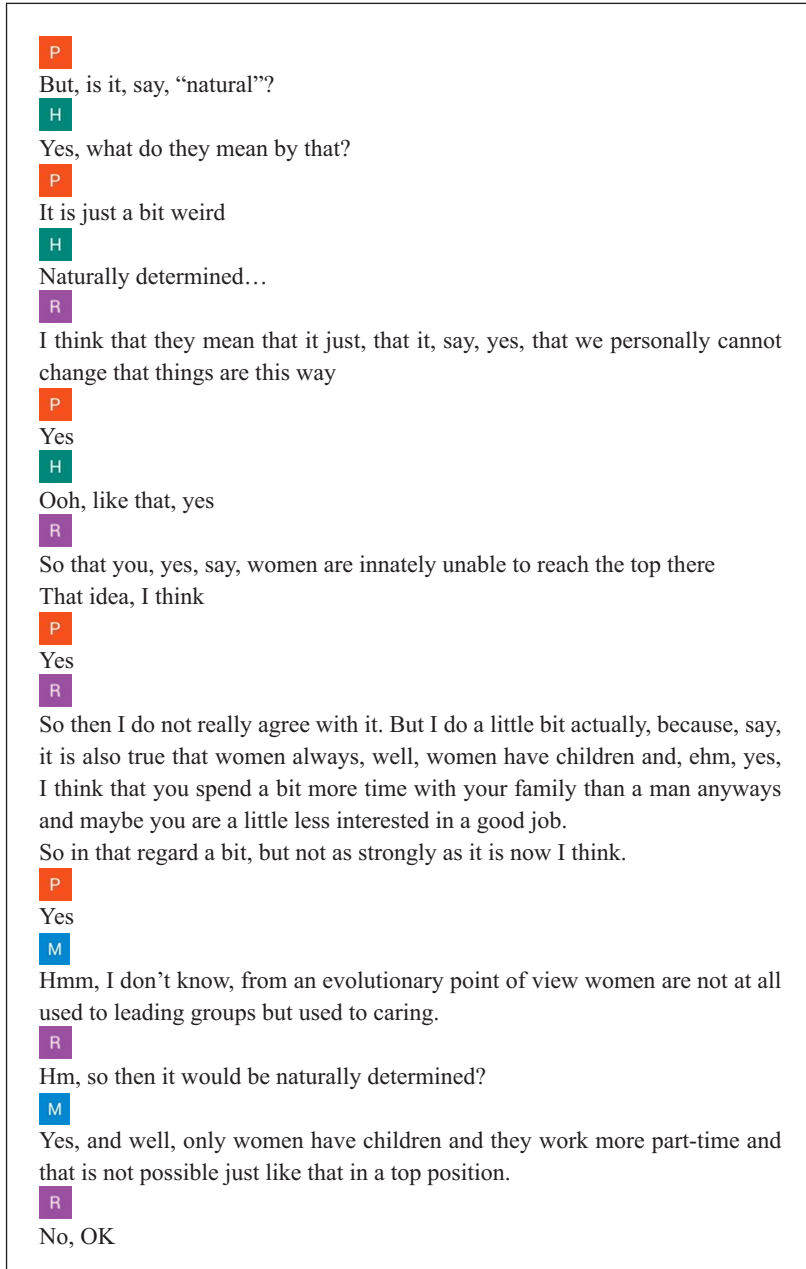 P
But, is it, say, “natural”?
H
Yes, what do they mean by that?
P
It is just a bit weird
H
Naturally determined…
R
I think that they mean that it just, that it, say, yes, that we personally cannot
change that things are this way
P
Yes
H
Ooh, like that, yes
R
So that you, yes, say, women are innately unable to reach the top there
That idea, I think
P
Yes
R
So then I do not really agree with it. But I do a little bit actually, because, say,
it is also true that women always, well, women have children and, ehm, yes,
I think that you spend a bit more time with your family than a man anyways
and maybe you are a little less interested in a good job.
So in that regard a bit, but not as strongly as it is now I think.
P
Yes
M
Hmm, I don’t know, from an evolutionary point of view women are not at all
used to leading groups but used to caring.
R
Hm, so then it would be naturally determined?
M
Yes, and well, only women have children and they work more part-time and
that is not possible just like that in a top position.
R
No, OK